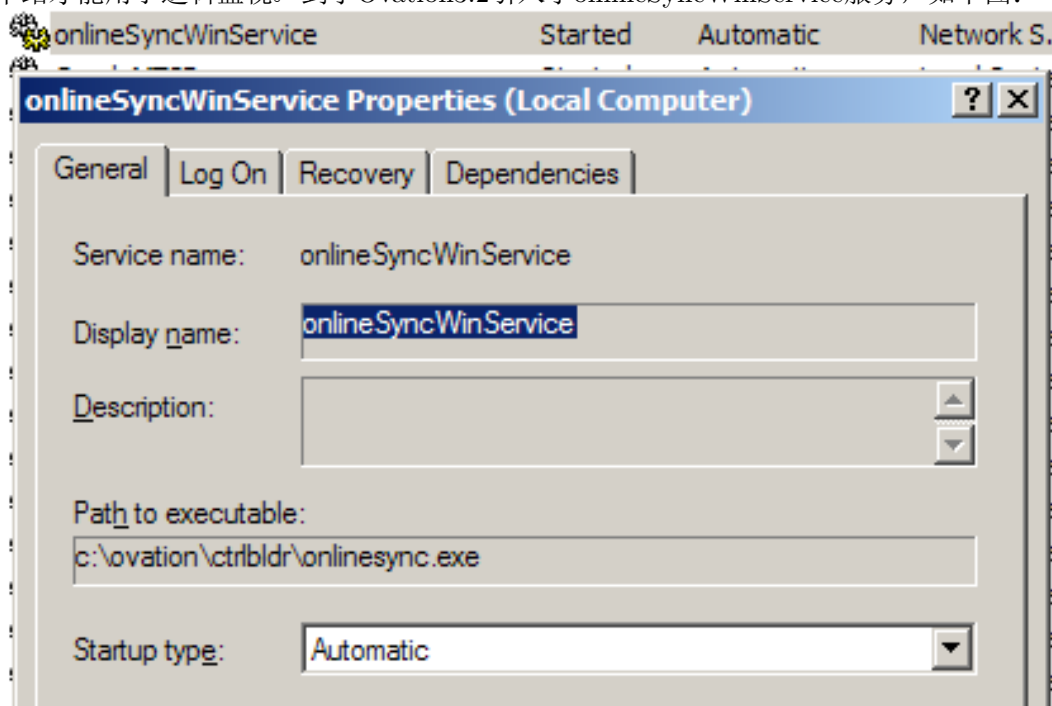 onlineSyncWinService Started Automatic Network S.
onlineSyncWinService Properties (Local Computer)
General Log On Recovery Dependencies
Service name: onlineSyncWinService
Display name: onlineSyncWinService
Description:
Path to executable:
c:\ovation\ctrlbldr\onlinesync.exe
Startup type: Automatic